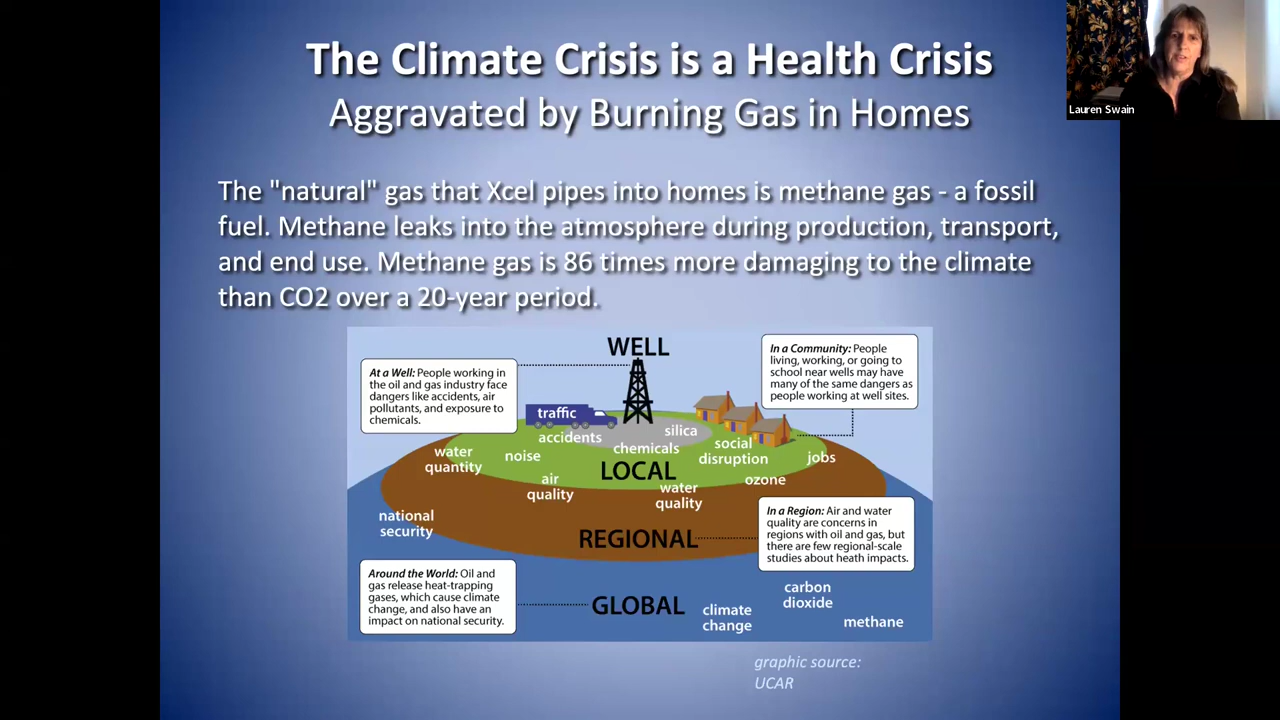 The Climate Crisis is a Health Crisis
Aggravated by Burning Gas in Homes
Lauren Swain
The "natural" gas that Xcel pipes into homes is methane gas - a fossil
fuel. Methane leaks into the atmosphere during production, transport,
and end use. Methane gas is 86 times more damaging to the climate
than CO2 over a 20-year period.
WELL
At a Well: People working in
the oil and gas industry face
dangers like accidents, air
pollutants, and exposure to
chemicals.
In a Community: People
living, working, or going to
school near wells may have
many of the same dangers as
people working at well sites.
traffic
accidents
silica
chemicals
social
disruption
jobs
water
quantity
noise
LOCAL
air
quality
water
quality
ozone
national
security
REGIONAL
In a Region: Air and water
quality are concerns in
regions with oil and gas, but
there are few regional-scale
studies about heath impacts.
Around the World: Oil and
gas release heat-trapping
gases, which cause climate
change, and also have an
impact on national security.
GLOBAL
climate
change
carbon
dioxide
methane
graphic source:
UCAR